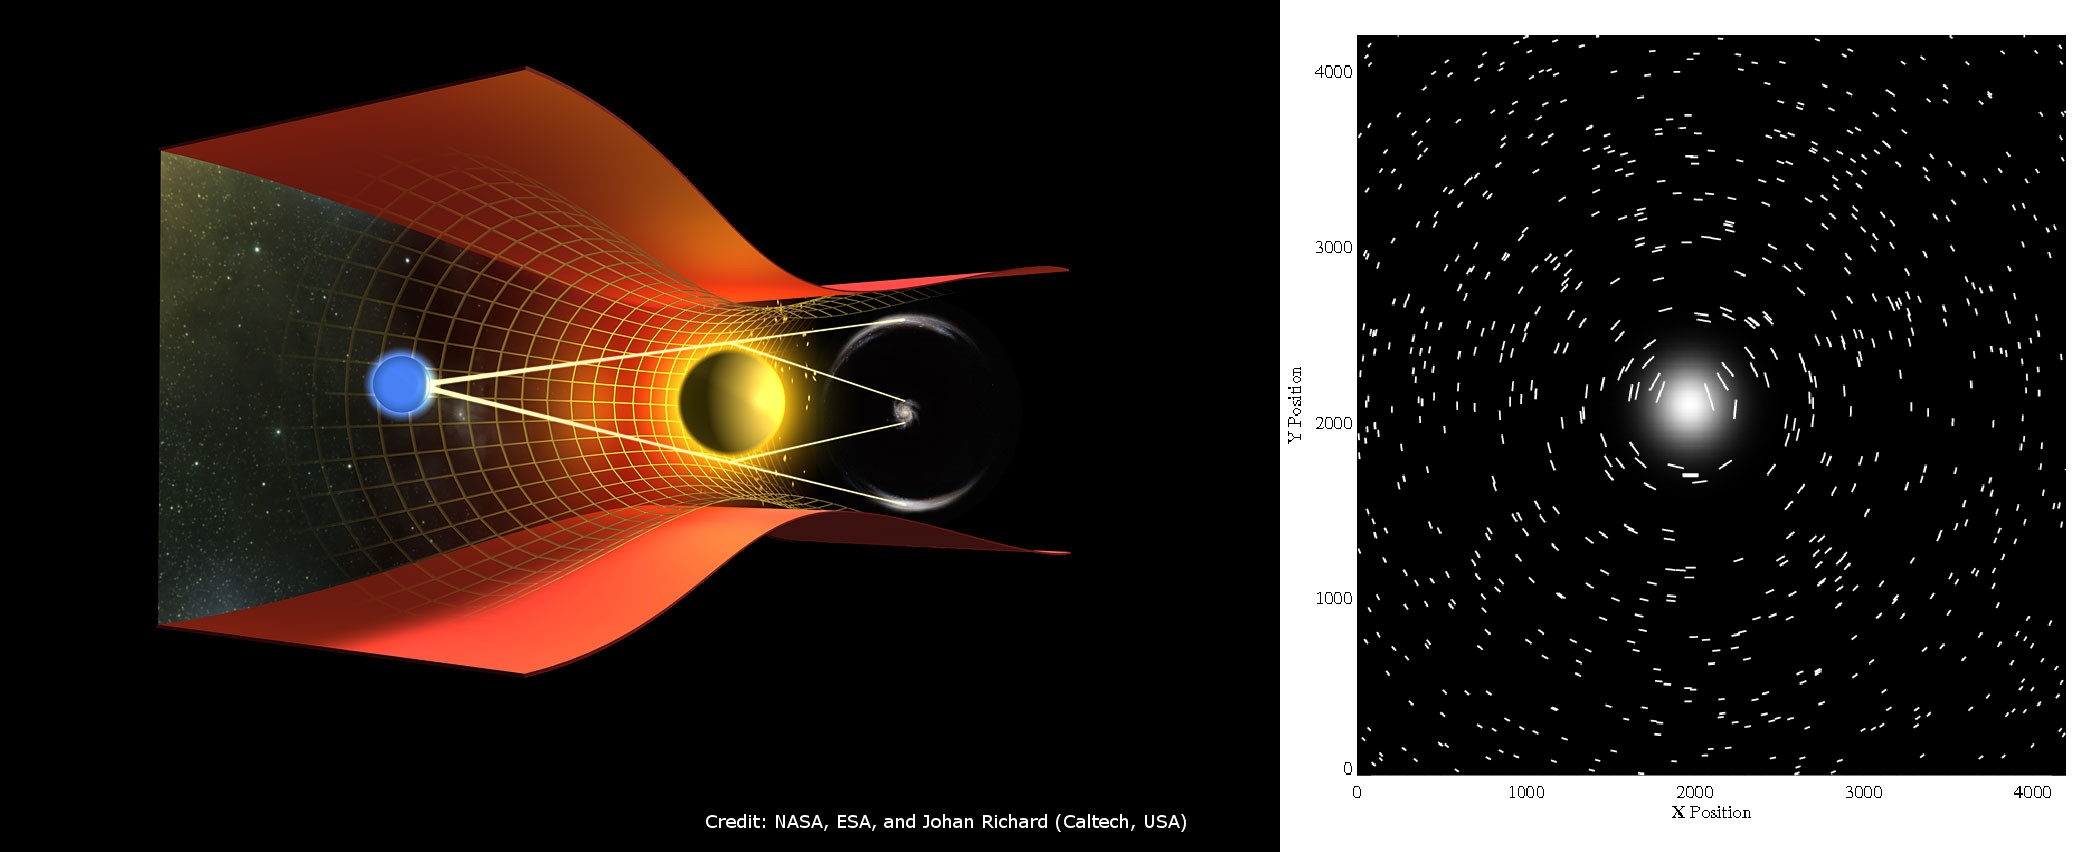 Credit: NASA, ESA, and Johan Richard (Caltech, USA)
4000
3000
2000
1000
0
Y Position
0 1000 2000 3000 4000
X Position